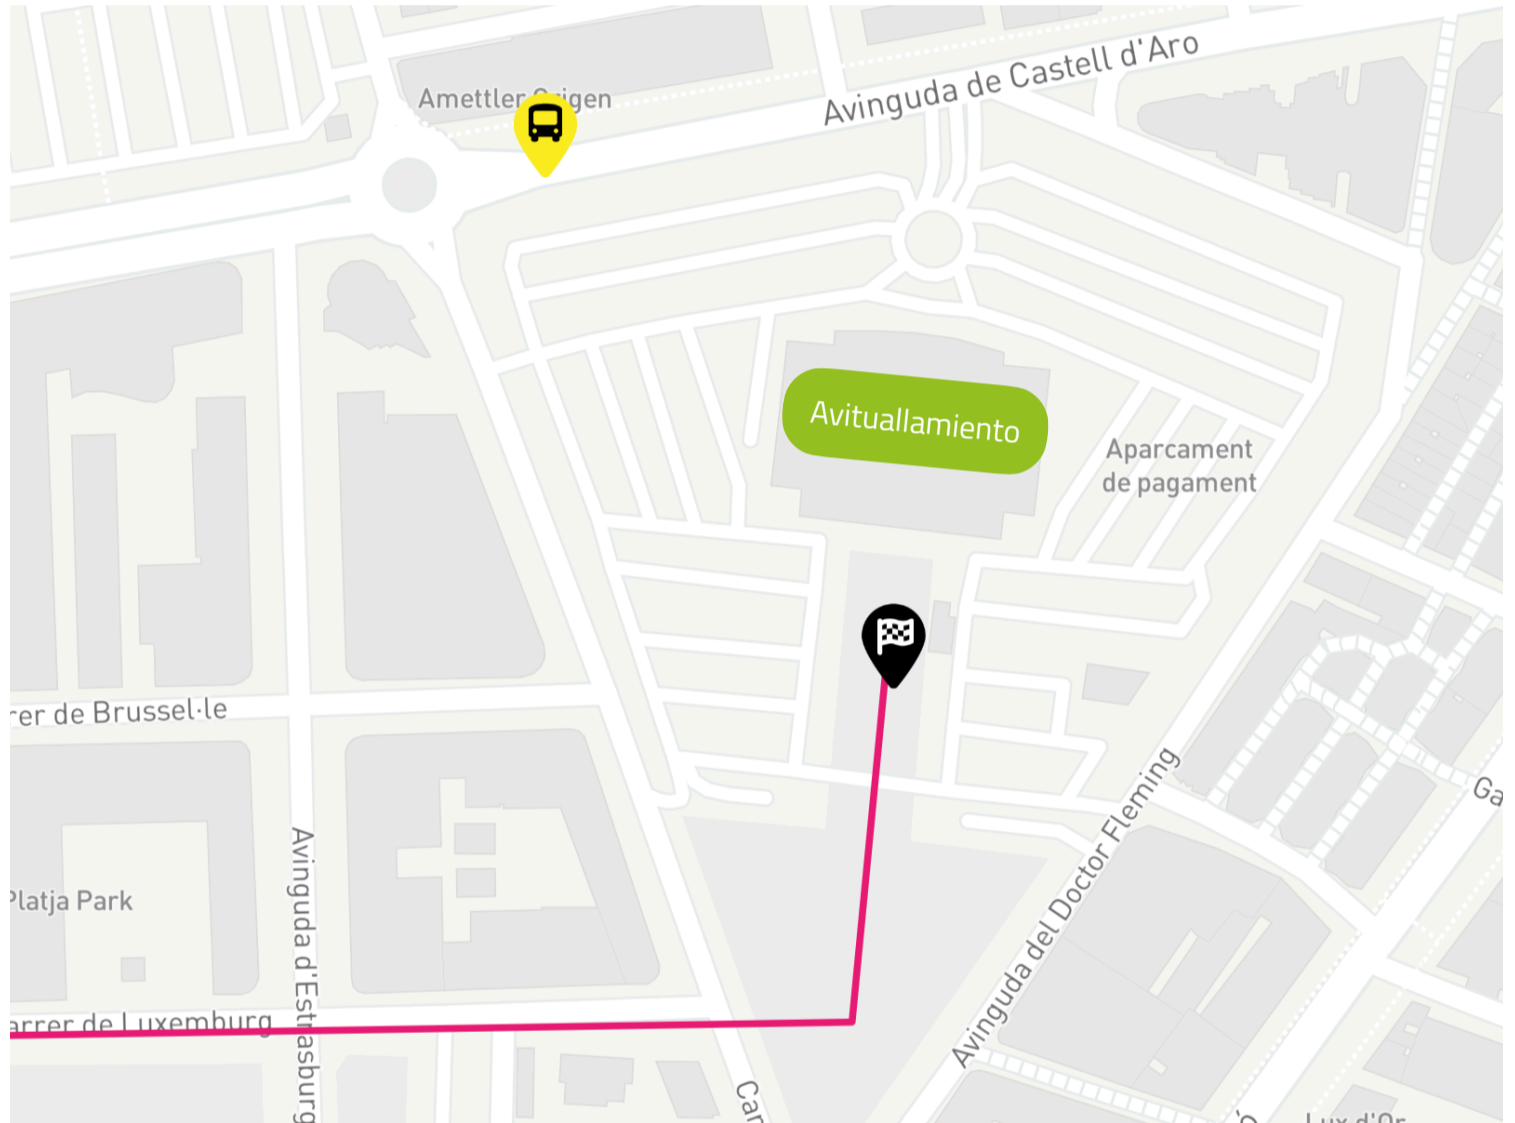 Avinguda de Castell d'Aro
Amettler
Avituallamiento
Aparcament
de pagament
rer de Brussel·le
Avinguda del Doctor Fleming
Ga
Avinguda d'Estrasburg
Platja Park
arrer de Luxemburg
Car
Lux d'Or